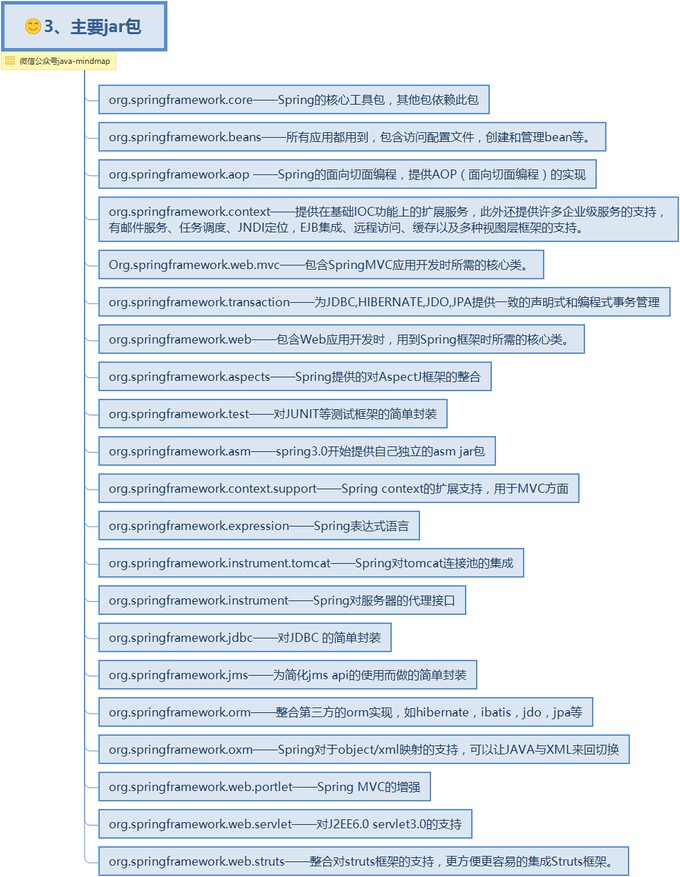 3、主要jar包
微信公众号java-mindmap
org.springframework.core——Spring的核心工具包，其他包依赖此包
org.springframework.beans——所有应用都用到，包含访问配置文件，创建和管理bean等。
org.springframework.aop ——Spring的面向切面编程，提供AOP（面向切面编程）的实现
org.springframework.context——提供在基础IOC功能上的扩展服务，此外还提供许多企业级服务的支持，
有邮件服务、任务调度、JNDI定位，EJB集成、远程访问、缓存以及多种视图层框架的支持。
Org.springframework.web.mvc——包含SpringMVC应用开发时所需的核心类。
org.springframework.transaction——为JDBC,HIBERNATE,JDO,JPA提供一致的声明式和编程式事务管理
org.springframework.web——包含Web应用开发时，用到Spring框架时所需的核心类。
org.springframework.aspects——Spring提供的对AspectJ框架的整合
org.springframework.test——对JUNIT等测试框架的简单封装
org.springframework.asm——spring3.0开始提供自己独立的asm jar包
org.springframework.context.support——Spring context的扩展支持，用于MVC方面
org.springframework.expression——Spring表达式语言
org.springframework.instrument.tomcat——Spring对tomcat连接池的集成
org.springframework.instrument——Spring对服务器的代理接口
org.springframework.jdbc——对JDBC 的简单封装
org.springframework.jms——为简化jms api的使用而做的简单封装
org.springframework.orm——整合第三方的orm实现，如hibernate，ibatis，jdo，jpa等
org.springframework.oxm——Spring对于object/xml映射的支持，可以让JAVA与XML来回切换
org.springframework.web.portlet——Spring MVC的增强
org.springframework.web.servlet——对J2EE6.0 servlet3.0的支持
org.springframework.web.struts——整合对struts框架的支持，更方便更容易的集成Struts框架。